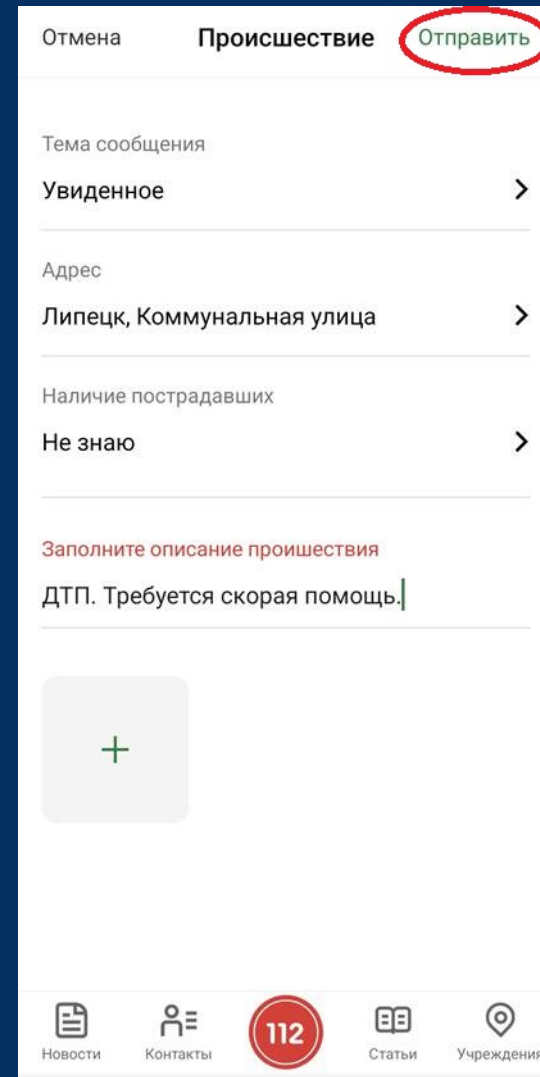 Отмена Происшествие Отправить
Тема сообщения
Увиденное
Адрес
Липецк, Коммунальная улица
Наличие пострадавших
Не знаю
Заполните описание проишествия
ДТП. Требуется скорая помощь.
112
Новости Контакты Статьи Учреждения